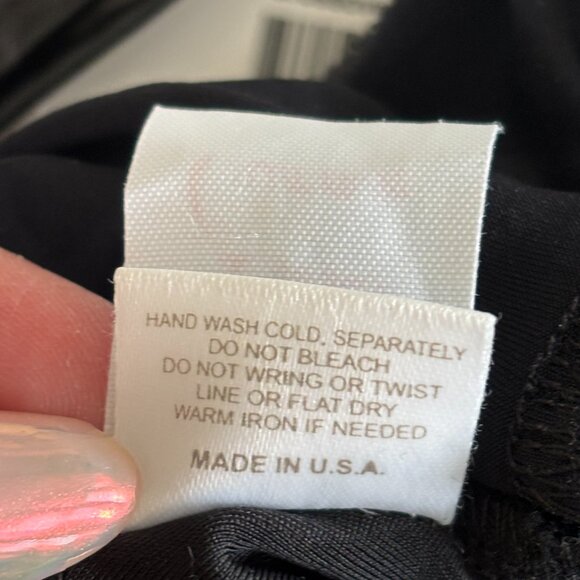 HAND WASH COLD. SEPARATELY
DO NOT BLEACH
DO NOT WRING OR TWIST
LINE OR FLAT DRY
WARM IRON IF NEEDED
MADE IN U.S.A.